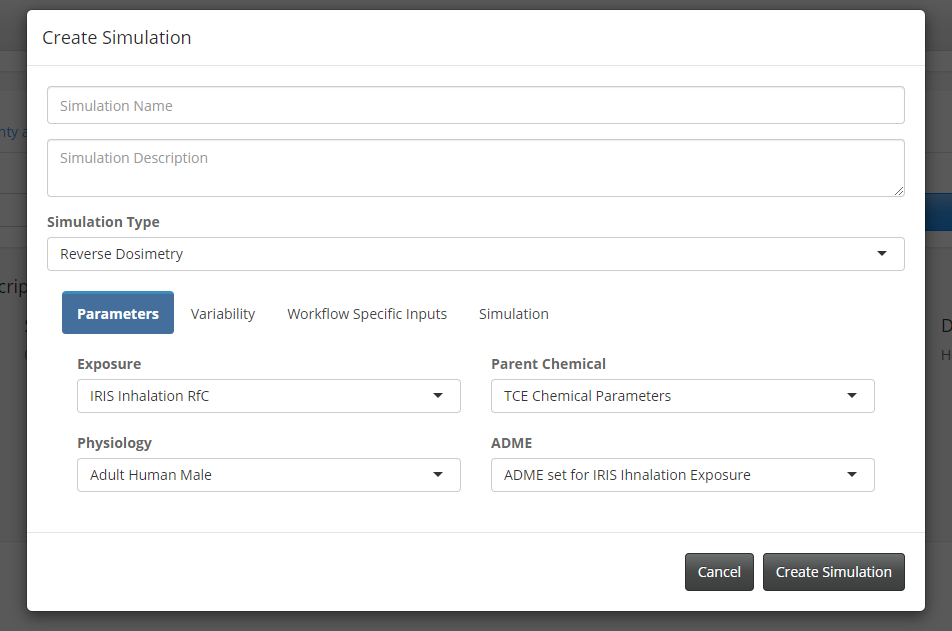 Create Simulation
Simulation Name
nty a
Simulation Description
Simulation Type
Reverse Dosimetry
crip
Parameters Variability Workflow Specific Inputs Simulation
Exposure Parent Chemical
IRIS Inhalation RfC TCE Chemical Parameters
Physiology ADME
Adult Human Male ADME set for IRIS Ihnalation Exposure
Cancel Create Simulation